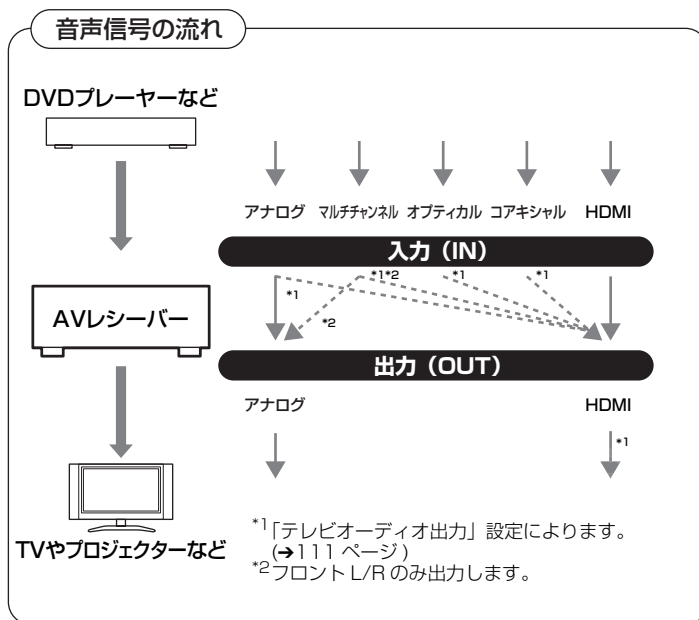 音声信号の流れ
DVDプレーヤーなど
アナログ マルチチャンネル オプティカル コアキシャル HDMI
入力（IN）
*1 *1*2 *1 *1
*2
AVレシーバー
出力（OUT）
アナログ HDMI
*1
TVやプロジェクターなど
*1「テレビオーディオ出力」設定によります。
(➔111 ページ)
*2フロント L/R のみ出力します。